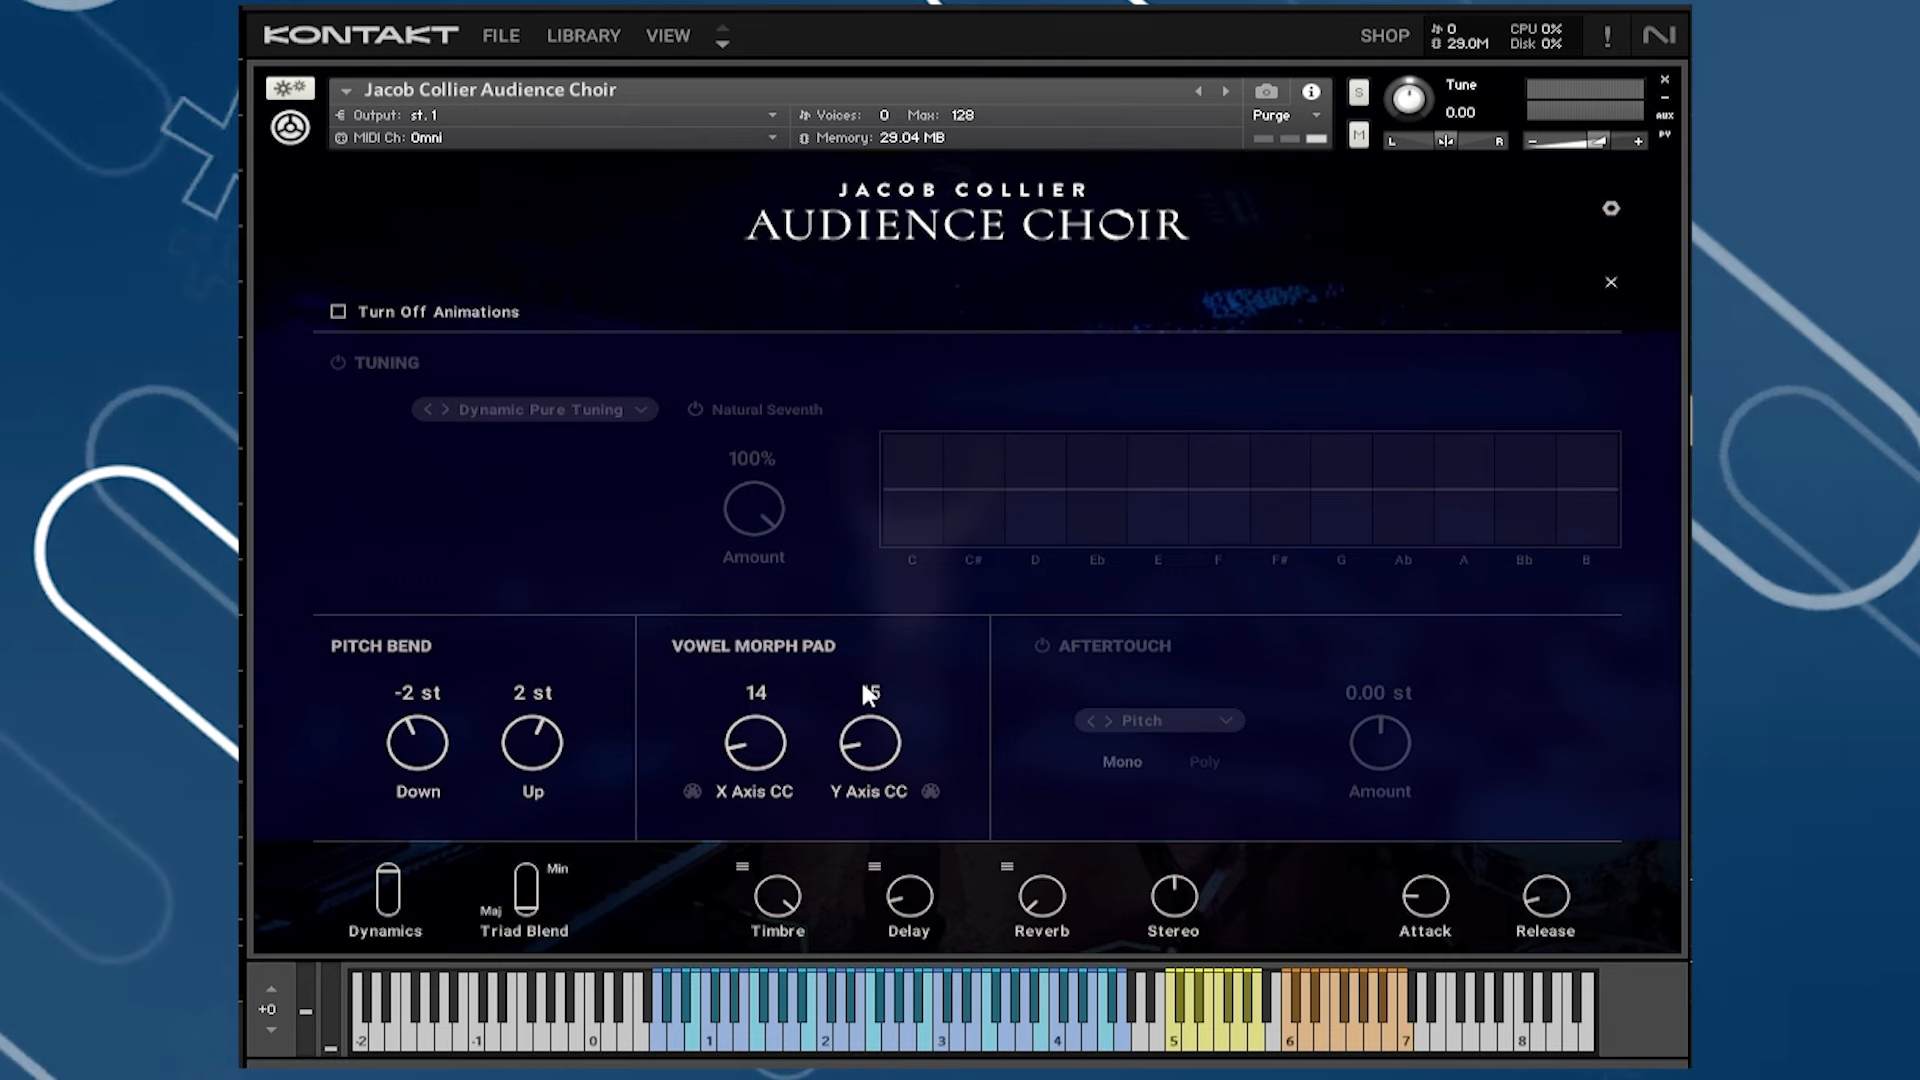 KONTAKT FILE LIBRARY VIEW SHOP 0 CPU 0%
29.0M Disk 0%
Jacob Collier Audience Choir
Output: st. 1 Voices: 0 Max: 128 Purge
MIDI Ch: Omni Memory: 29.04 MB
S Tune
0.00
M L R - +
AUX
PV
JACOB COLLIER
AUDIENCE CHOIR
Turn Off Animations
TUNING
Dynamic Pure Tuning Natural Seventh
100%
Amount
C C# D Eb E F F# G Ab A Bb B
PITCH BEND VOWEL MORPH PAD AFTERTOUCH
-2 st 2 st 14 0.00 st
Pitch
Mono Poly
Down Up X Axis CC Y Axis CC Amount
Min
Maj
Dynamics Triad Blend Timbre Delay Reverb Stereo Attack Release
+0
-2 -1 0 1 2 3 4 5 6 7 8